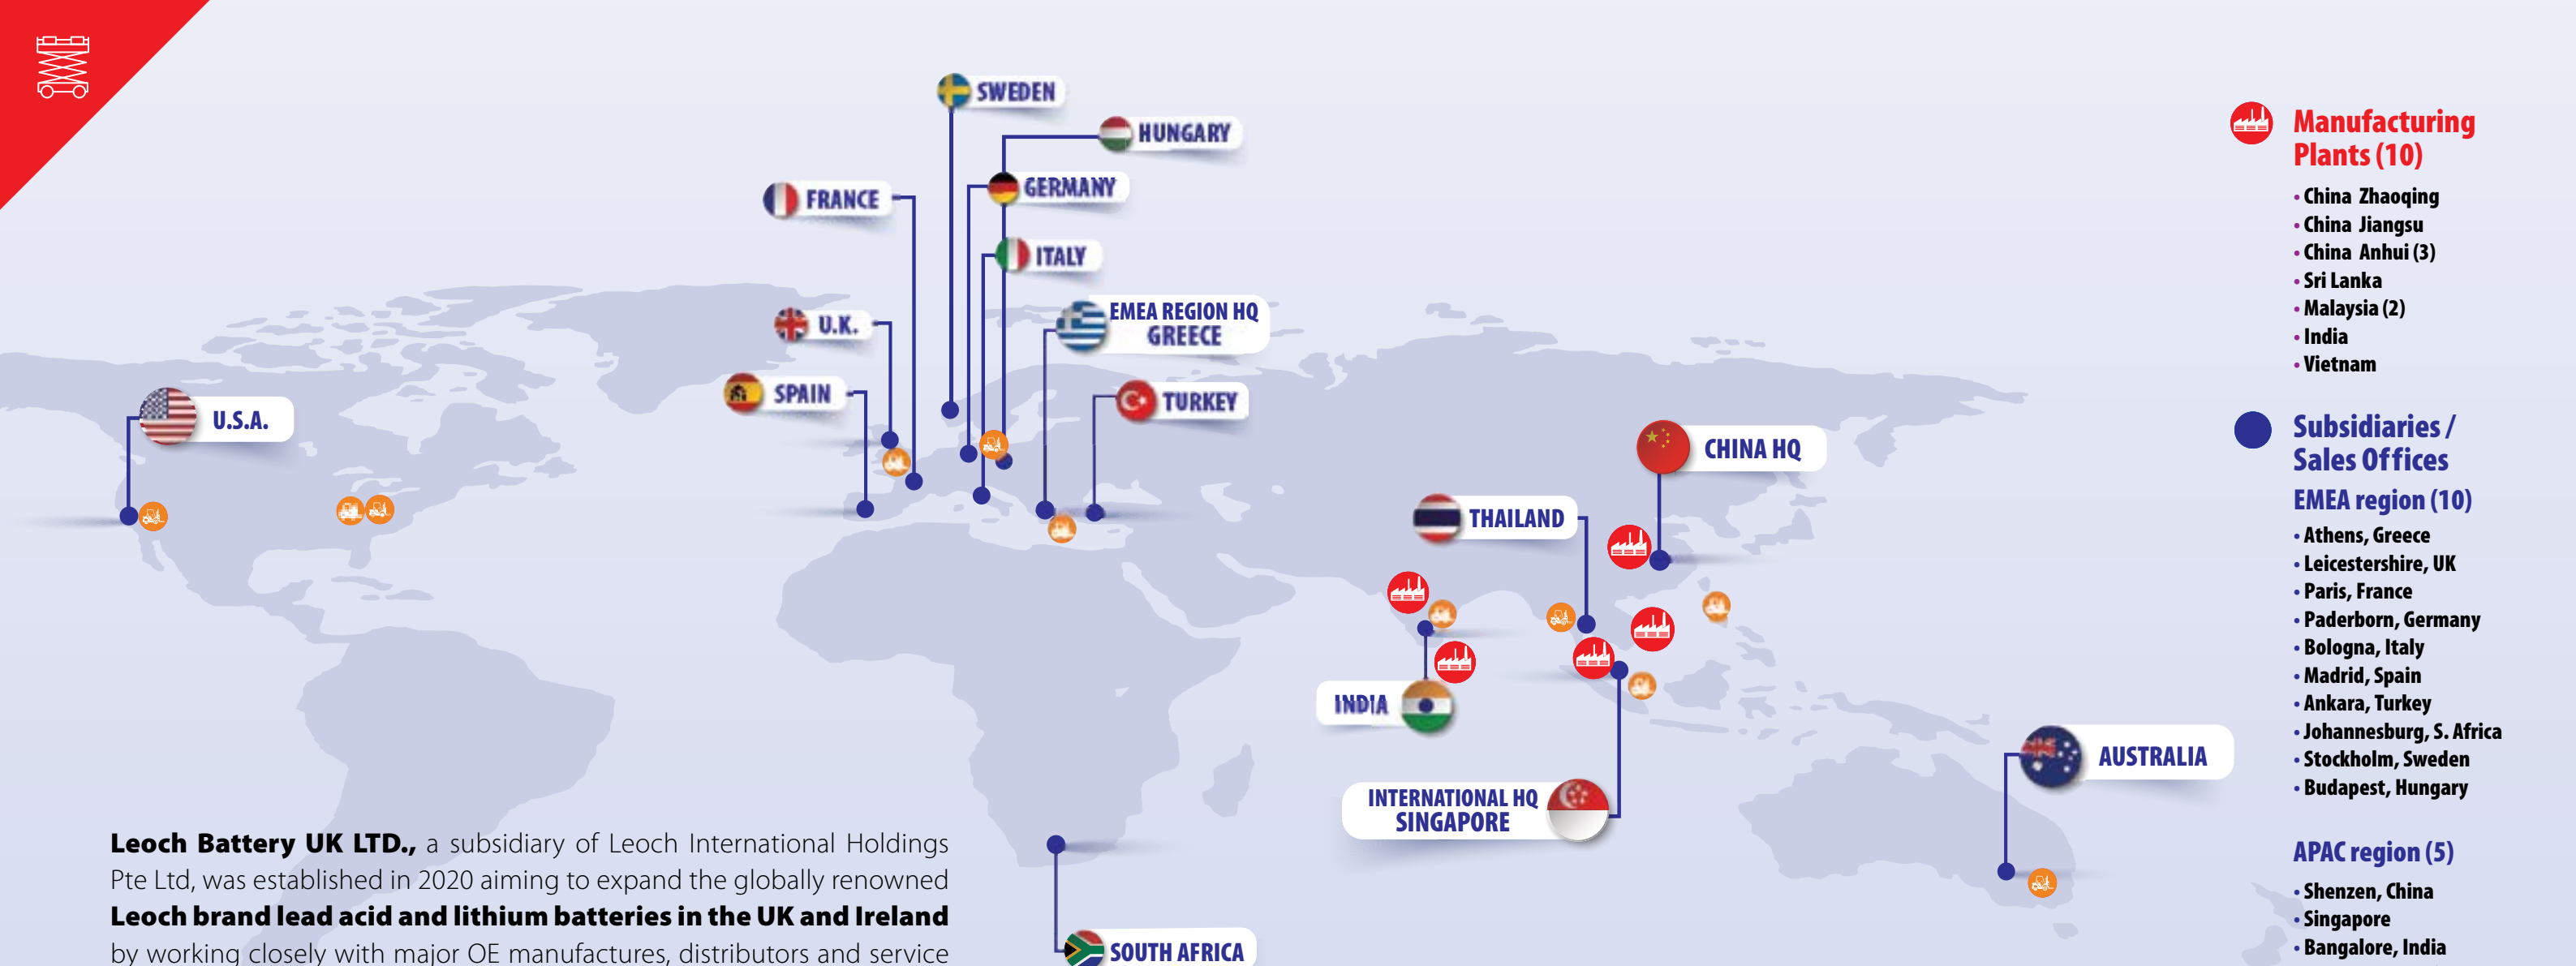 SWEDEN
HUNGARY
GERMANY
FRANCE
ITALY
EMEA REGION HQ
GREECE
U.K.
SPAIN
TURKEY
U.S.A.
CHINA HQ
THAILAND
INDIA
INTERNATIONAL HQ
SINGAPORE
AUSTRALIA
SOUTH AFRICA
Leoch Battery UK LTD., a subsidiary of Leoch International Holdings
Pte Ltd, was established in 2020 aiming to expand the globally renowned
Leoch brand lead acid and lithium batteries in the UK and Ireland
by working closely with major OE manufactures, distributors and service
Manufacturing
Plants (10)
• China Zhaoqing
• China Jiangsu
• China Anhui (3)
• Sri Lanka
• Malaysia (2)
• India
• Vietnam
Subsidiaries /
Sales Offices
EMEA region (10)
• Athens, Greece
• Leicestershire, UK
• Paris, France
• Paderborn, Germany
• Bologna, Italy
• Madrid, Spain
• Ankara, Turkey
• Johannesburg, S. Africa
• Stockholm, Sweden
• Budapest, Hungary
APAC region (5)
• Shenzen, China
• Singapore
• Bangalore, India